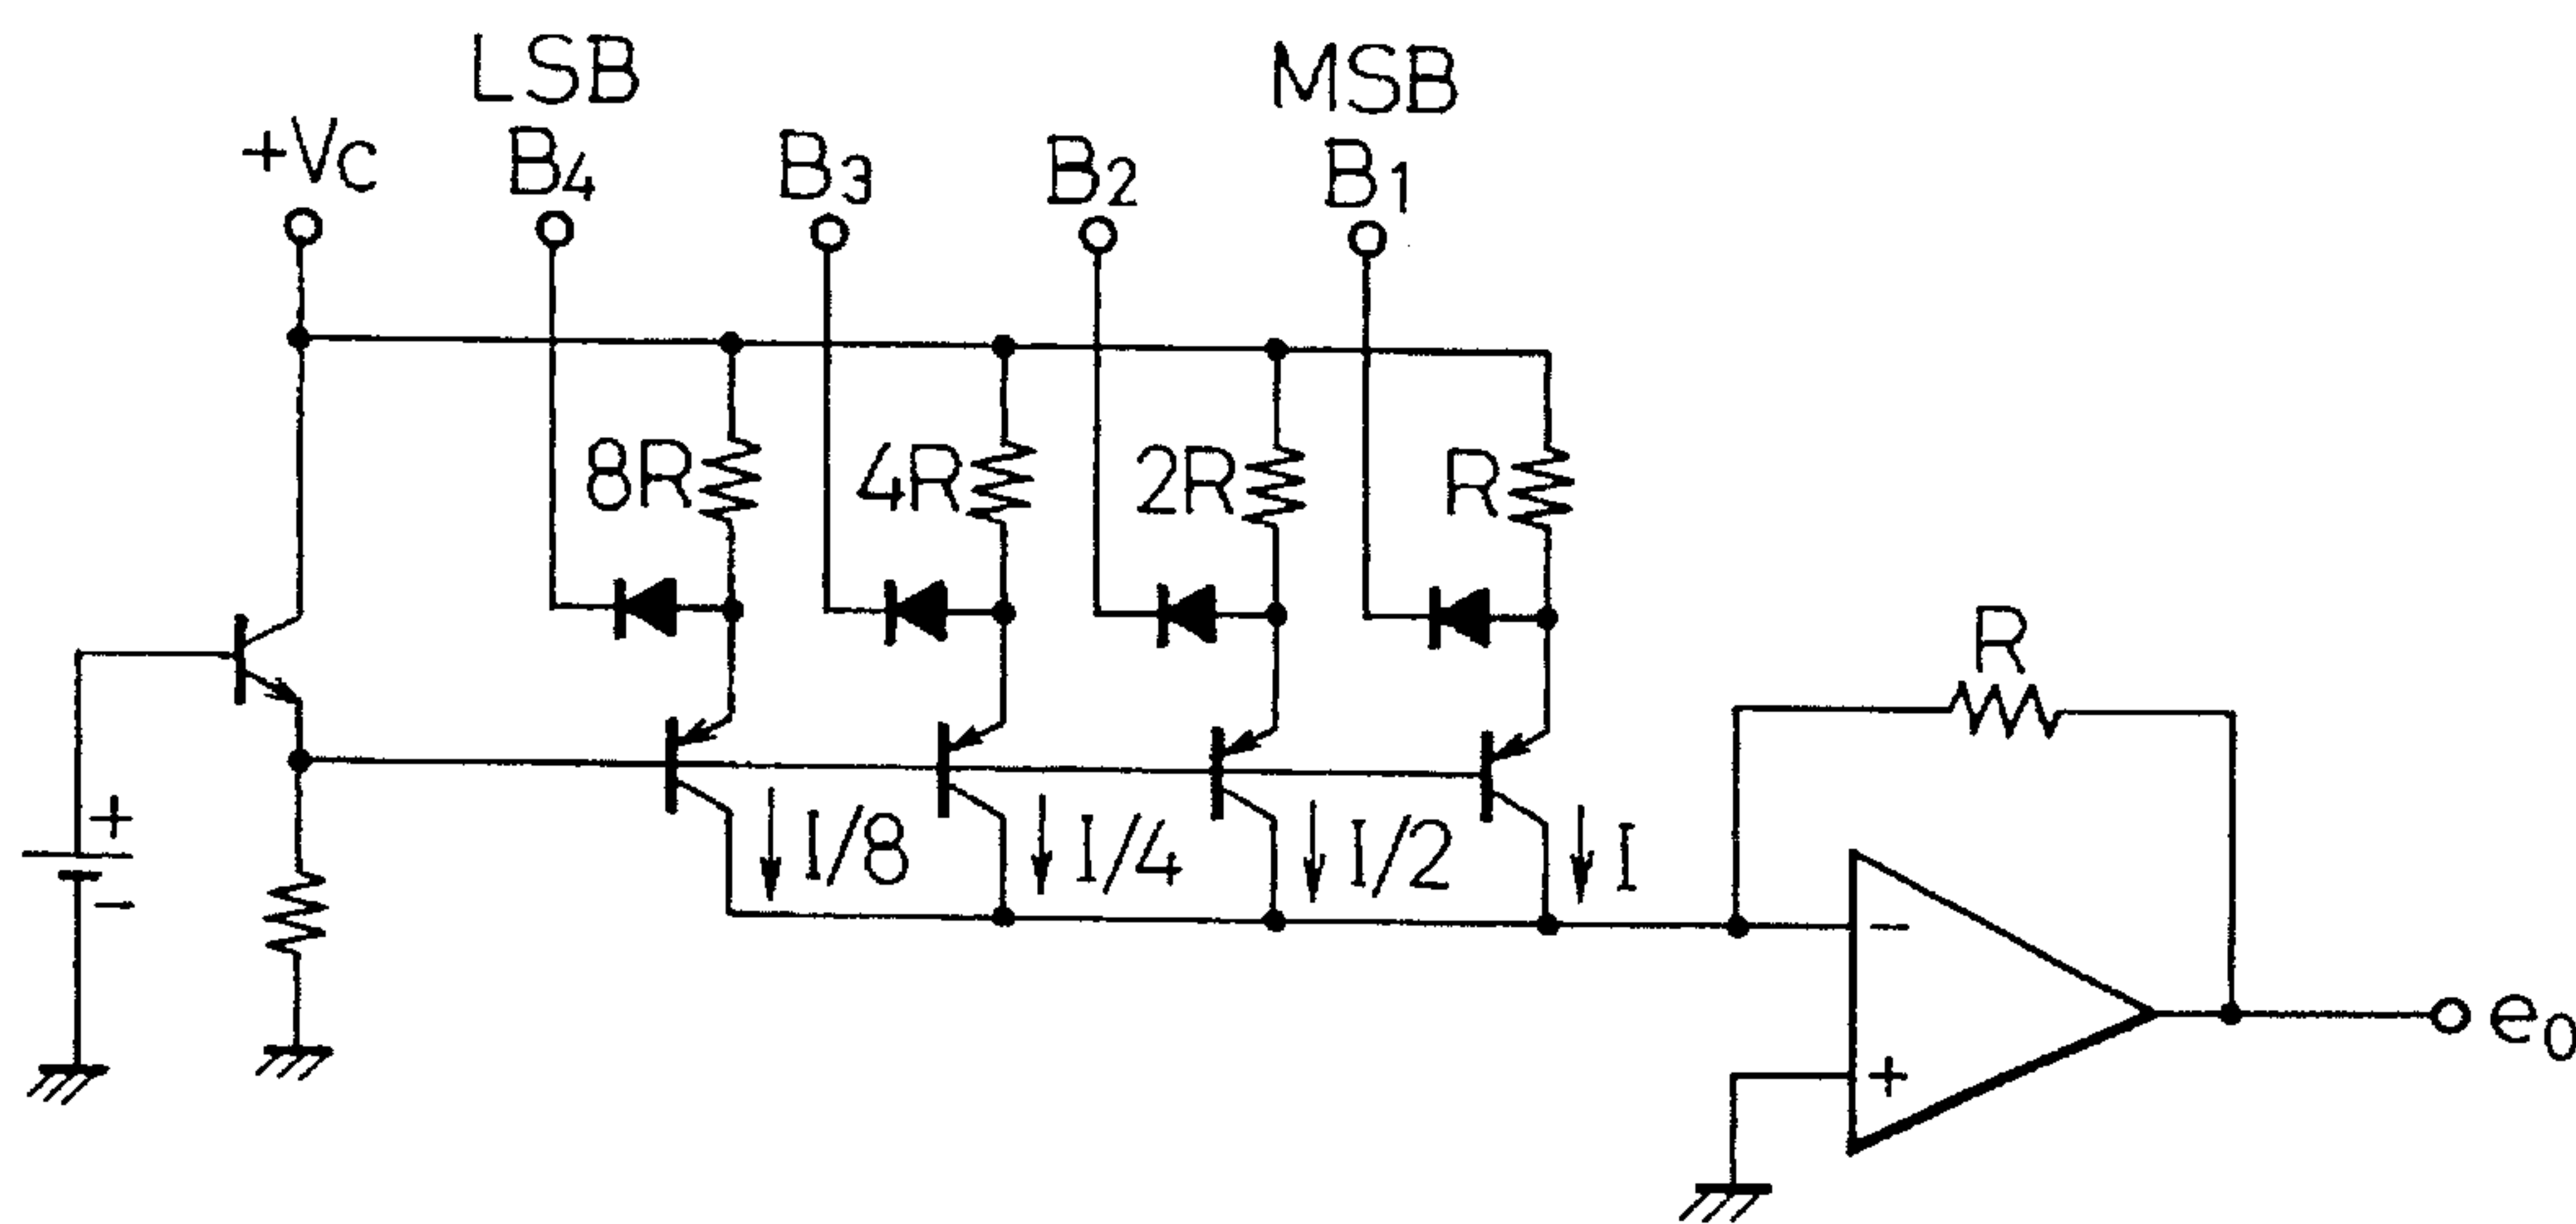 LSB
MSB
+VC
B4
B3
B2
B1
8R
4R
2R
R
R
+
−
I/8
I/4
I/2
I
−
+
e0